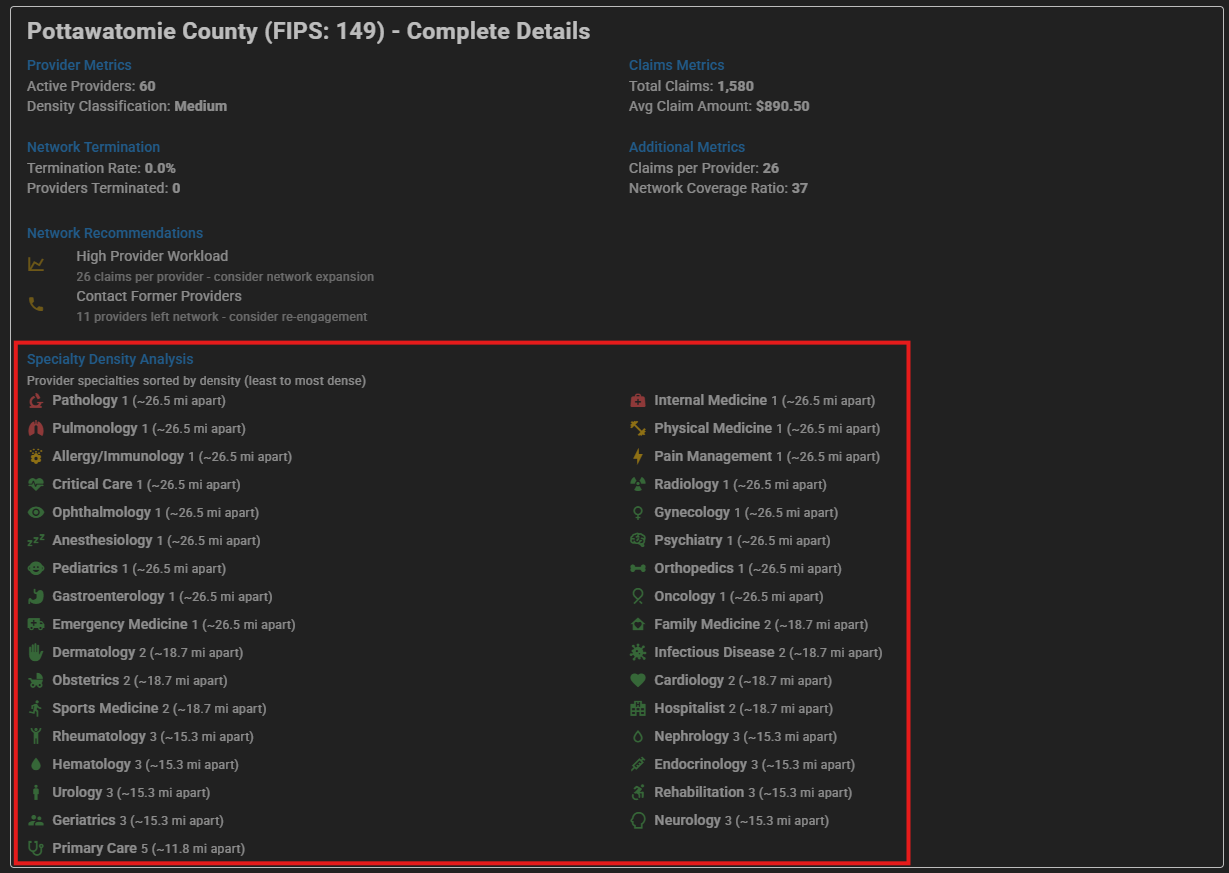 Pottawatomie County (FIPS: 149) - Complete Details
Provider Metrics
Active Providers: 60
Density Classification: Medium
Claims Metrics
Total Claims: 1,580
Avg Claim Amount: $890.50
Network Termination
Termination Rate: 0.0%
Providers Terminated: 0
Additional Metrics
Claims per Provider: 26
Network Coverage Ratio: 37
Network Recommendations
High Provider Workload
26 claims per provider - consider network expansion
Contact Former Providers
11 providers left network - consider re-engagement
Specialty Density Analysis
Provider specialties sorted by density (least to most dense)
Pathology 1 (~26.5 mi apart)
Internal Medicine 1 (~26.5 mi apart)
Pulmonology 1 (~26.5 mi apart)
Physical Medicine 1 (~26.5 mi apart)
Allergy/Immunology 1 (~26.5 mi apart)
Pain Management 1 (~26.5 mi apart)
Critical Care 1 (~26.5 mi apart)
Radiology 1 (~26.5 mi apart)
Ophthalmology 1 (~26.5 mi apart)
Gynecology 1 (~26.5 mi apart)
Anesthesiology 1 (~26.5 mi apart)
Psychiatry 1 (~26.5 mi apart)
Pediatrics 1 (~26.5 mi apart)
Orthopedics 1 (~26.5 mi apart)
Gastroenterology 1 (~26.5 mi apart)
Oncology 1 (~26.5 mi apart)
Emergency Medicine 1 (~26.5 mi apart)
Family Medicine 2 (~18.7 mi apart)
Dermatology 2 (~18.7 mi apart)
Infectious Disease 2 (~18.7 mi apart)
Obstetrics 2 (~18.7 mi apart)
Cardiology 2 (~18.7 mi apart)
Sports Medicine 2 (~18.7 mi apart)
Hospitalist 2 (~18.7 mi apart)
Rheumatology 3 (~15.3 mi apart)
Nephrology 3 (~15.3 mi apart)
Hematology 3 (~15.3 mi apart)
Endocrinology 3 (~15.3 mi apart)
Urology 3 (~15.3 mi apart)
Rehabilitation 3 (~15.3 mi apart)
Geriatrics 3 (~15.3 mi apart)
Neurology 3 (~15.3 mi apart)
Primary Care 5 (~11.8 mi apart)